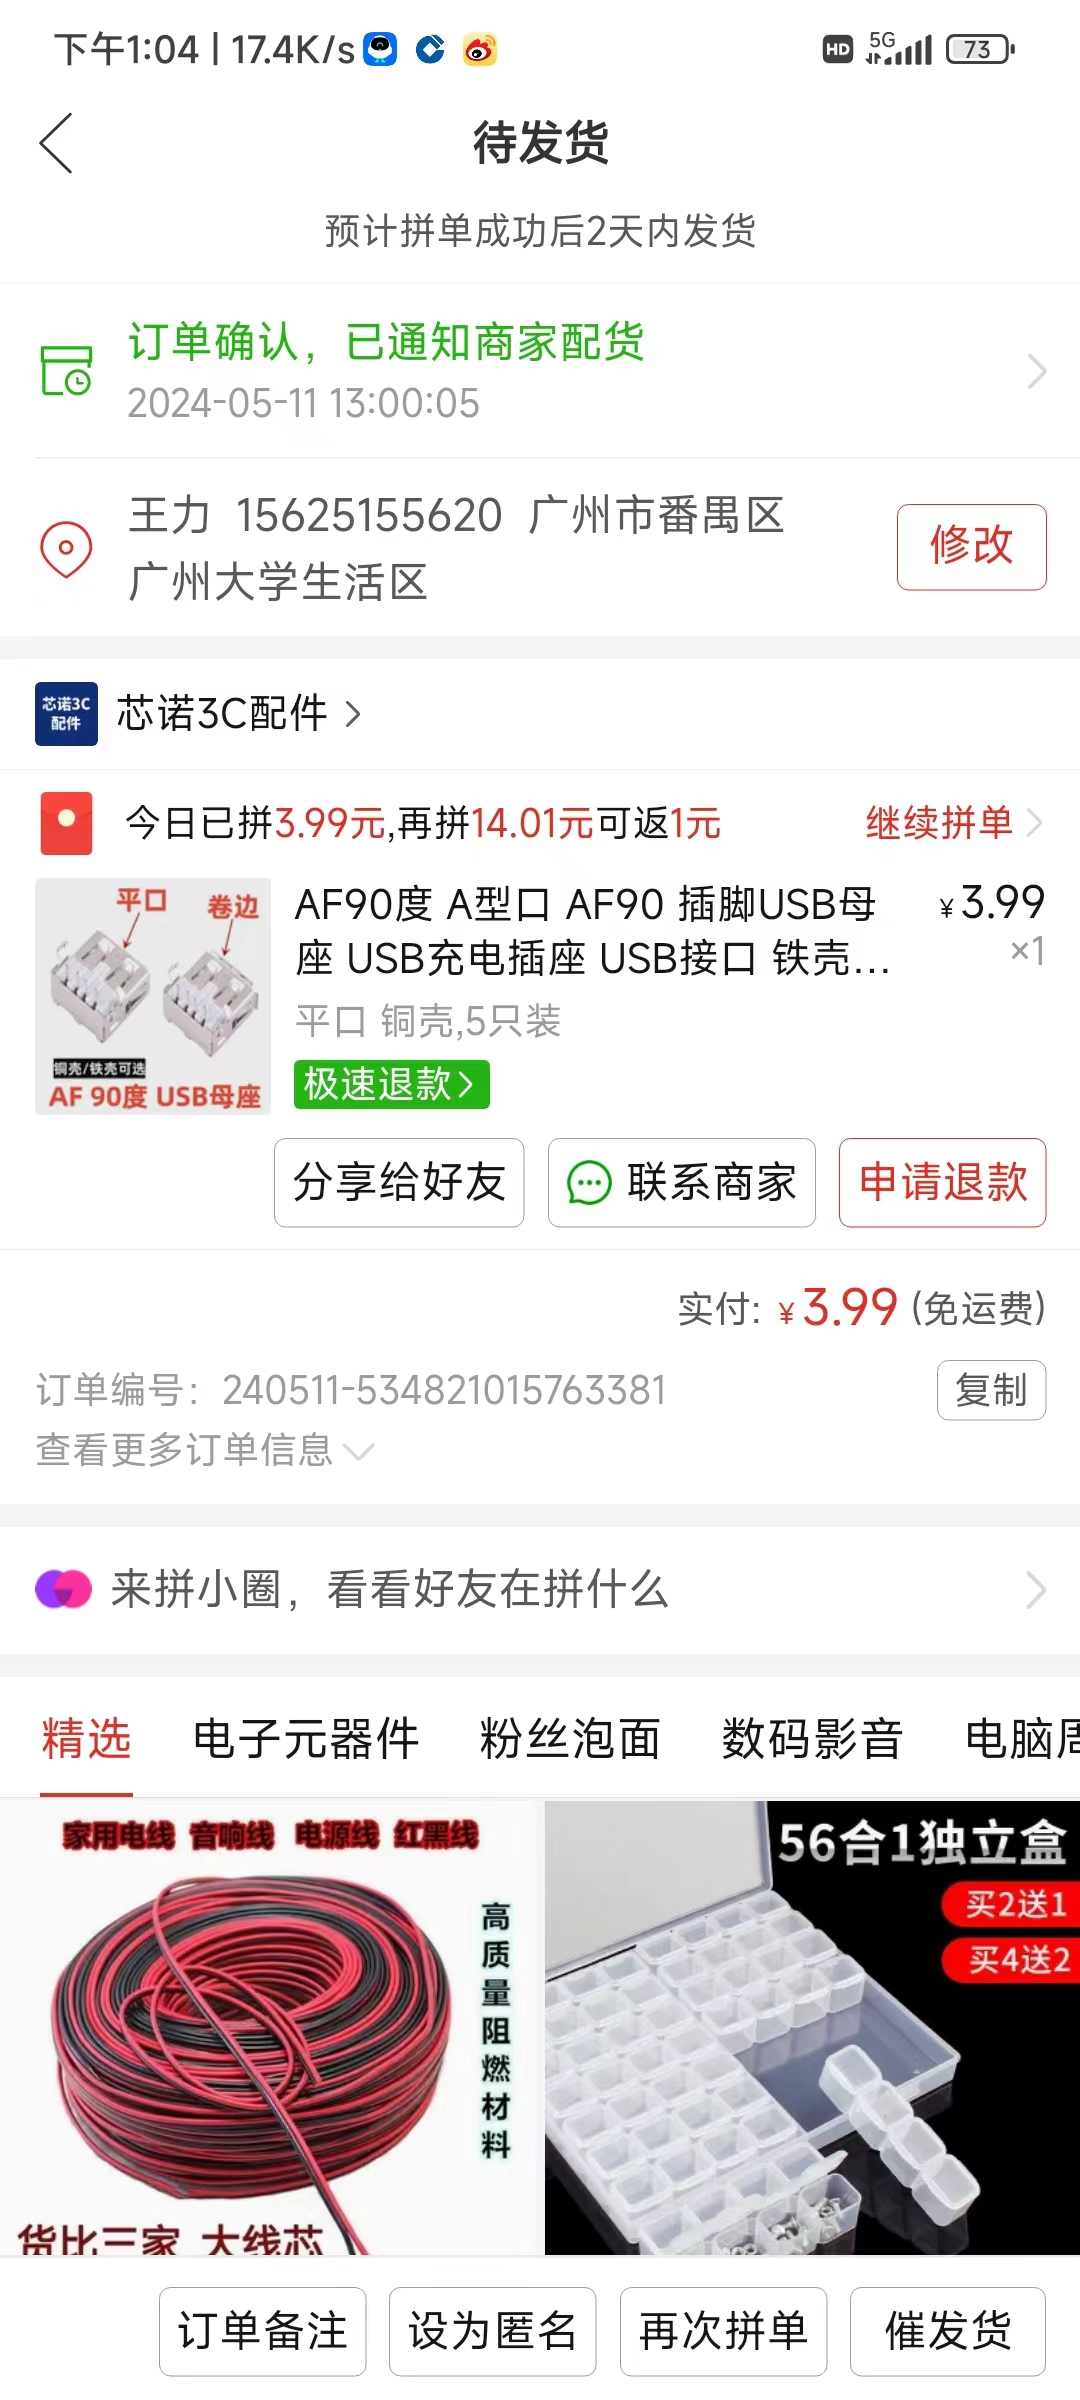 下午1:04 | 17.4K/s
HD 5G 73
待发货
预计拼单成功后2天内发货
订单确认，已通知商家配货
2024-05-11 13:00:05
王力 15625155620 广州市番禺区
广州大学生活区
修改
芯诺3C
配件
芯诺3C配件
今日已拼3.99元,再拼14.01元可返1元
继续拼单
平口 卷边
铜壳/铁壳可选
AF 90度 USB母座
AF90度 A型口 AF90 插脚USB母
座 USB充电插座 USB接口 铁壳...
¥3.99
×1
平口 铜壳,5只装
极速退款
分享给好友
联系商家
申请退款
实付: ¥3.99 (免运费)
订单编号：240511-534821015763381
复制
查看更多订单信息
来拼小圈，看看好友在拼什么
精选 电子元器件 粉丝泡面 数码影音 电脑周
家用电线 音响线 电源线 红黑线
高质量阻燃材料
货比三家 大线芯
56合1独立盒
买2送1
买4送2
订单备注
设为匿名
再次拼单
催发货